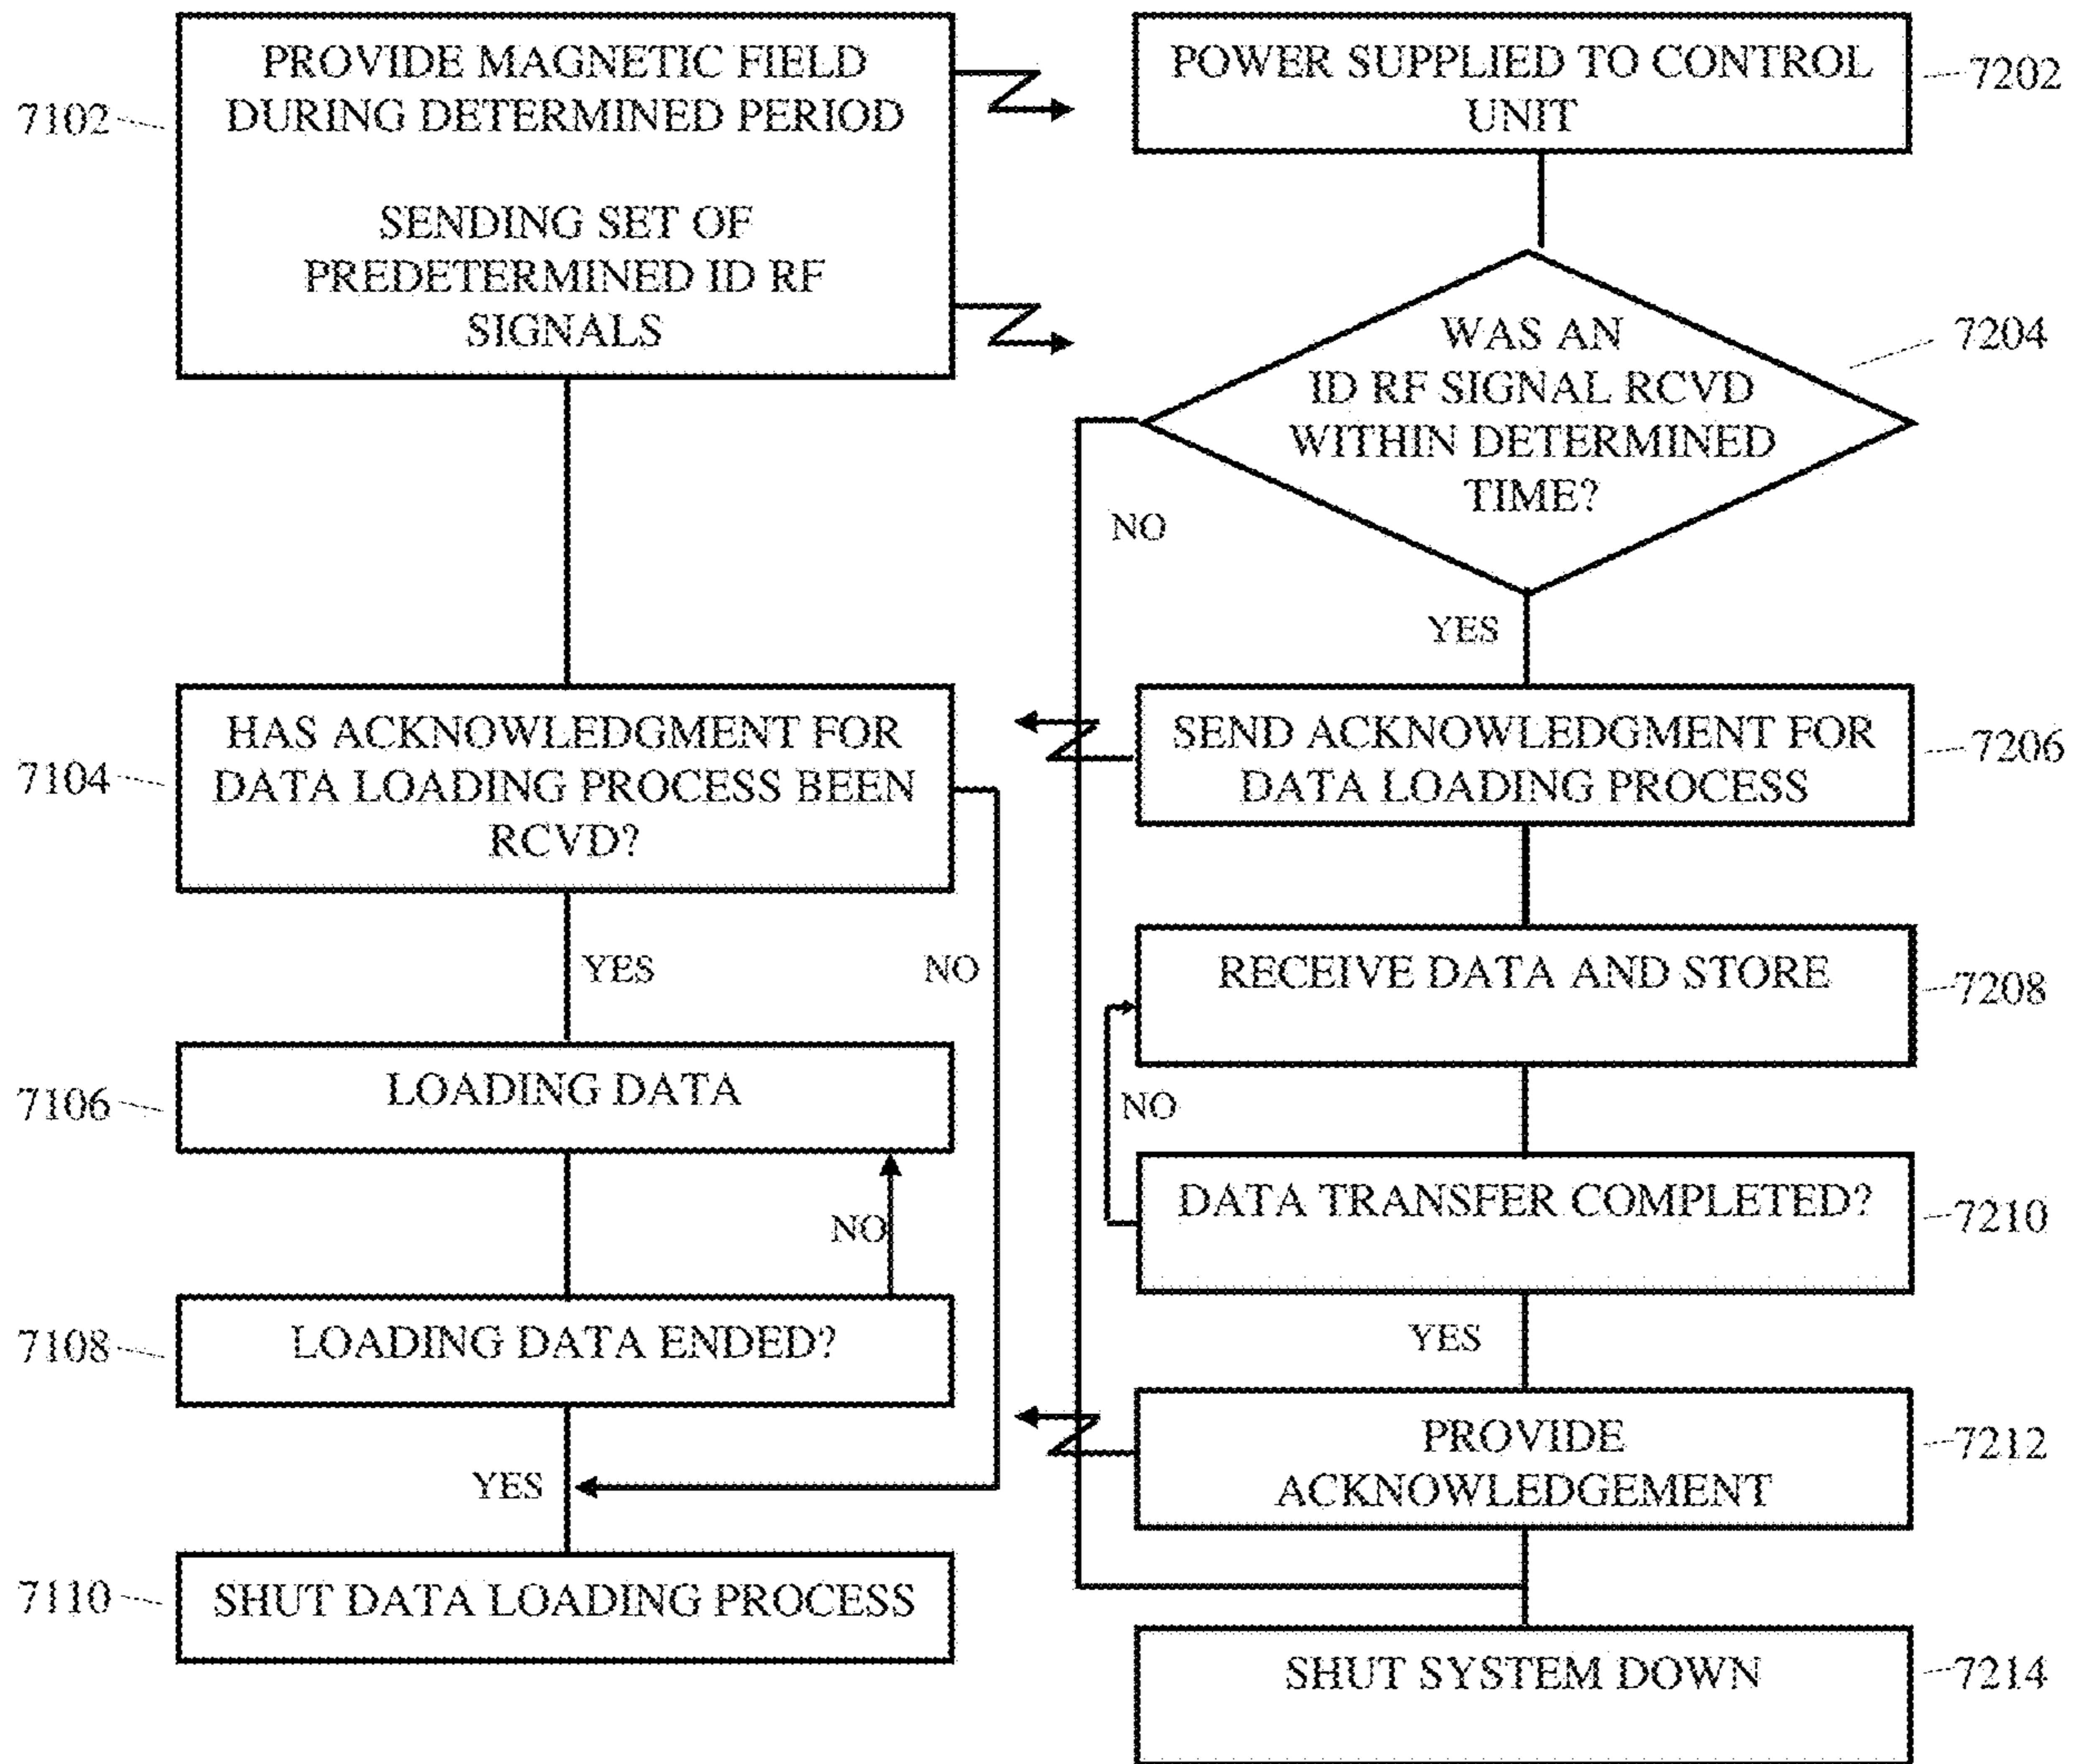 7102
PROVIDE MAGNETIC FIELD
DURING DETERMINED PERIOD
SENDING SET OF
PREDETERMINED ID RF
SIGNALS
7104
HAS ACKNOWLEDGMENT FOR
DATA LOADING PROCESS BEEN
RCVD?
YES
NO
7106
LOADING DATA
NO
7108
LOADING DATA ENDED?
YES
7110
SHUT DATA LOADING PROCESS
POWER SUPPLIED TO CONTROL
UNIT
7202
WAS AN
ID RF SIGNAL RCVD
WITHIN DETERMINED
TIME?
7204
NO
YES
SEND ACKNOWLEDGMENT FOR
DATA LOADING PROCESS
7206
RECEIVE DATA AND STORE
7208
NO
DATA TRANSFER COMPLETED?
7210
YES
PROVIDE
ACKNOWLEDGEMENT
7212
SHUT SYSTEM DOWN
7214